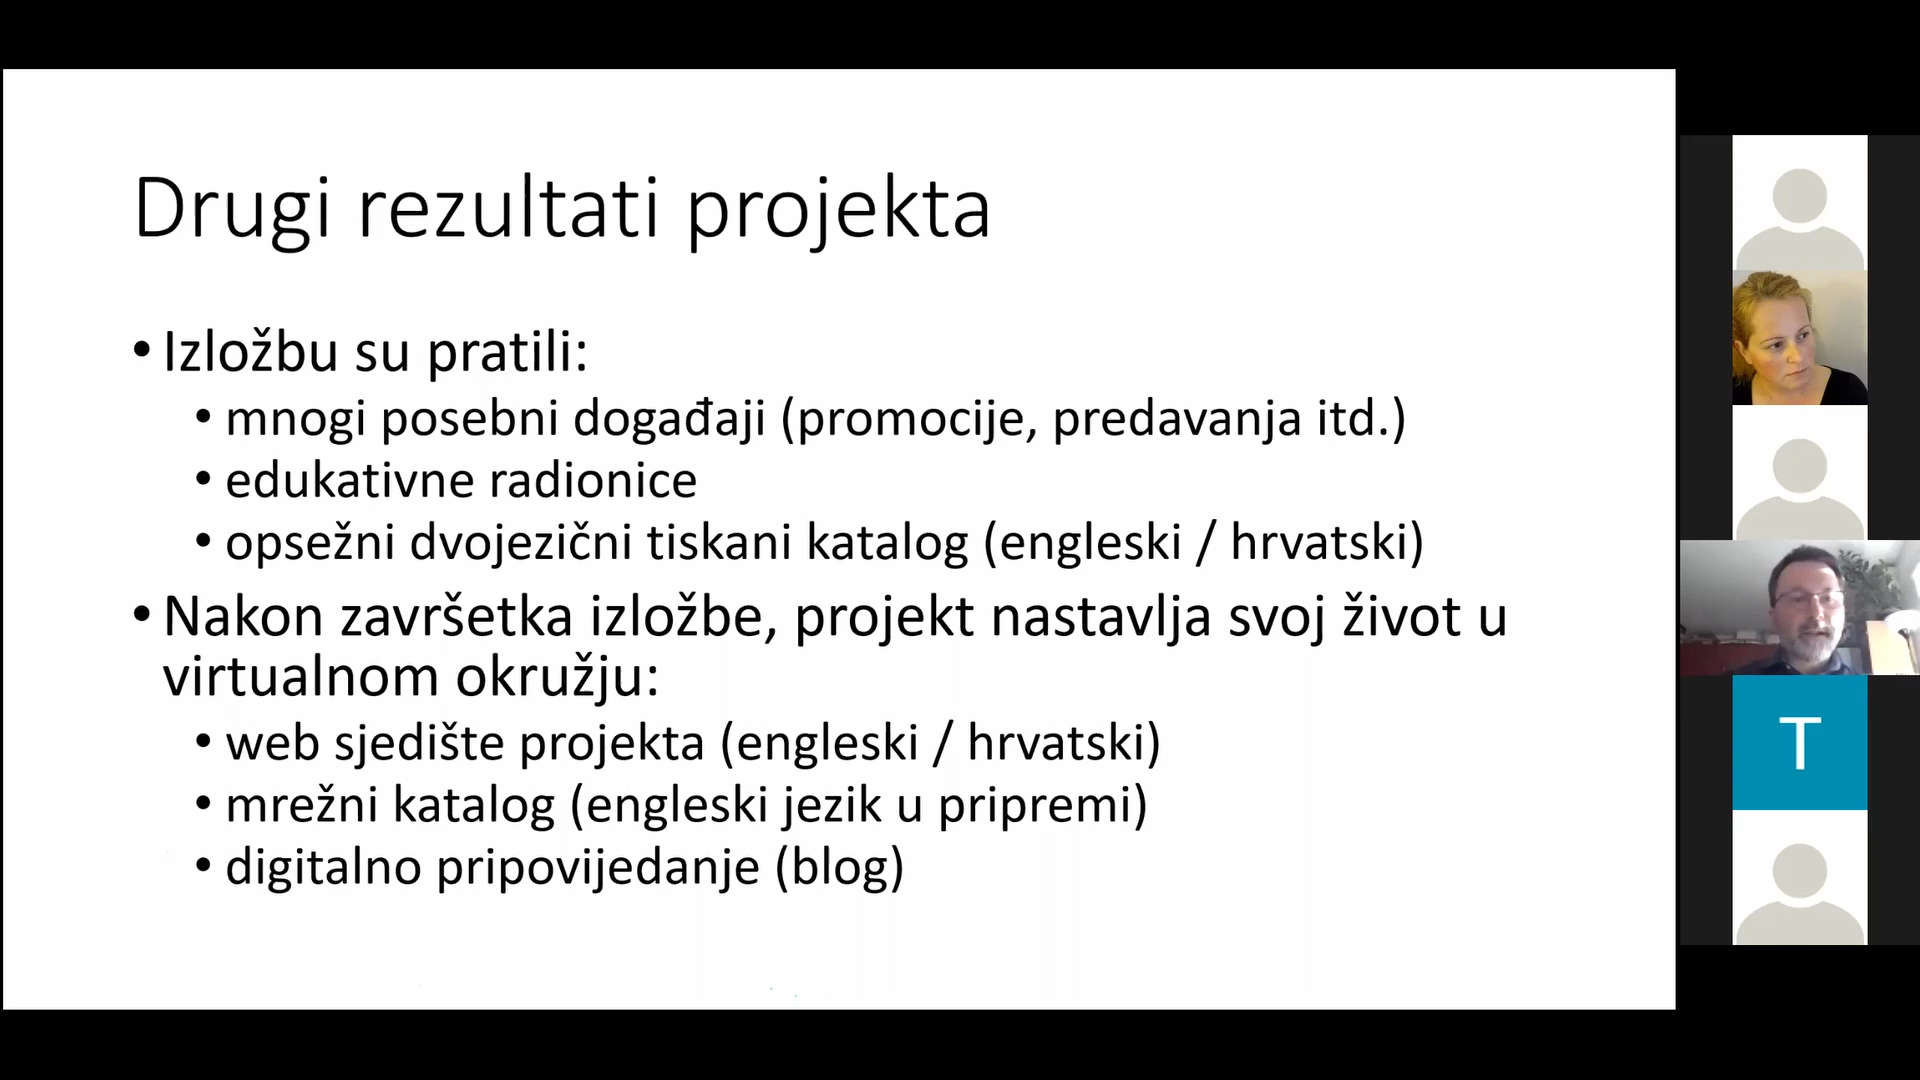 Drugi rezultati projekta
• Izložbu su pratili:
• mnogi posebni događaji (promocije, predavanja itd.)
• edukativne radionice
• opsežni dvojezični tiskani katalog (engleski / hrvatski)
• Nakon završetka izložbe, projekt nastavlja svoj život u
virtualnom okružju:
• web sjedište projekta (engleski / hrvatski)
• mrežni katalog (engleski jezik u pripremi)
• digitalno pripovijedanje (blog)
T